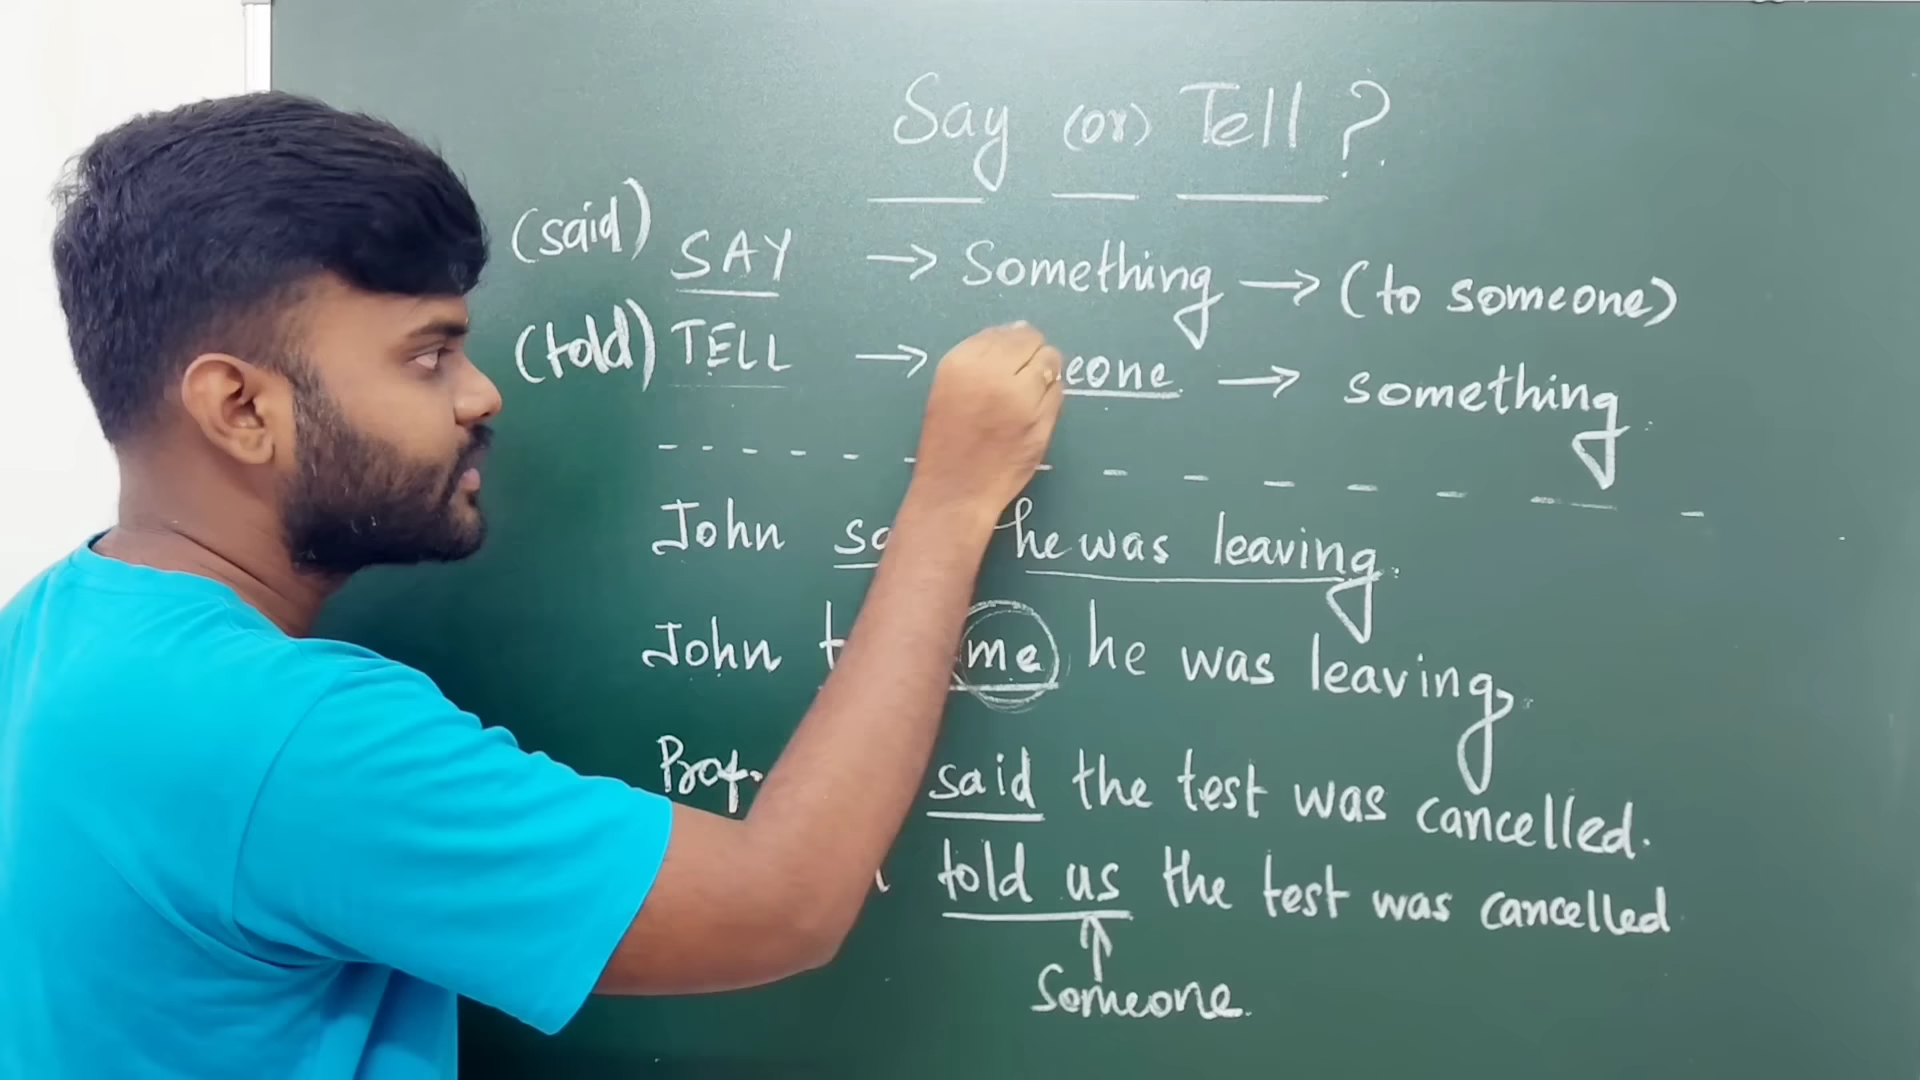 Say (or) Tell ?
(said) SAY → Something → (to someone)
(told) TELL → eone → something
John he was leaving.
John me he was leaving.
Prof. said the test was cancelled.
told us the test was cancelled
↑
Someone.